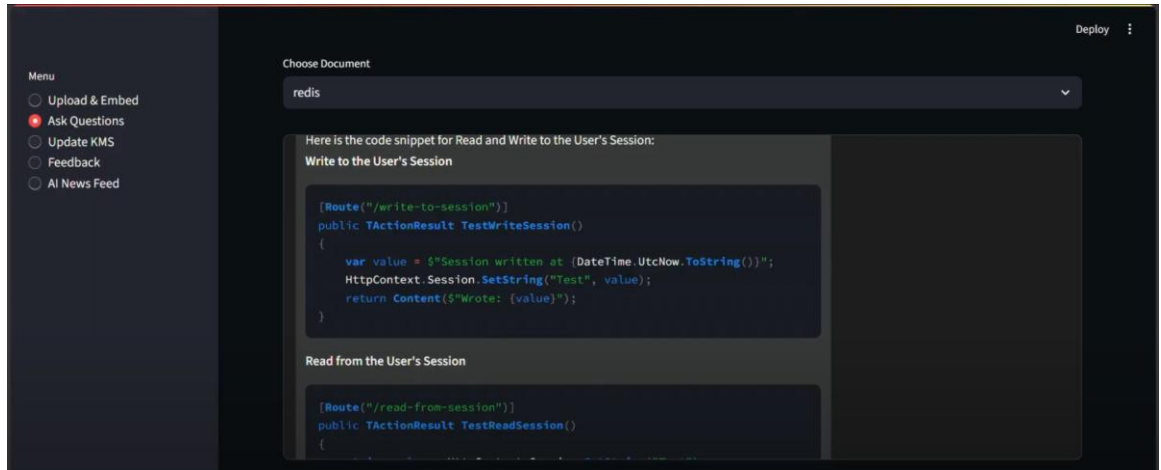 Deploy
Menu
Upload & Embed
Ask Questions
Update KMS
Feedback
AI News Feed
Choose Document
redis
Here is the code snippet for Read and Write to the User's Session:
Write to the User's Session
[Route("/write-to-session")]
public TActionResult TestWriteSession()
{
var value = $"Session written at {DateTime.UtcNow.ToString()}";
HttpContext.Session.SetString("Test", value);
return Content($"Wrote: {value}");
}
Read from the User's Session
[Route("/read-from-session")]
public TActionResult TestReadSession()
{